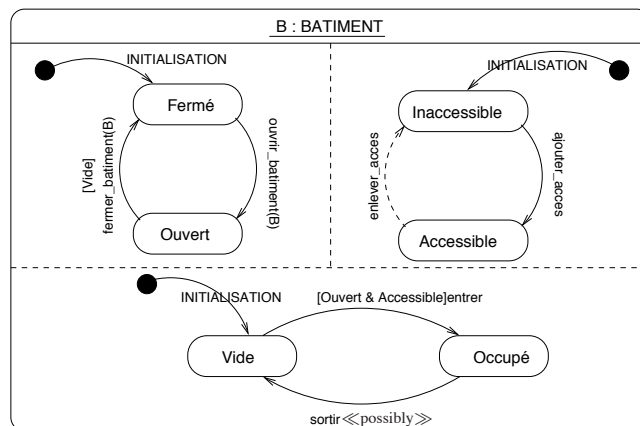 B : BATIMENT
INITIALISATION
Fermé
[Vide]
fermer_batiment(B)
ouvrir_batiment(B)
Ouvert
INITIALISATION
Inaccessible
enlever_acces
ajouter_acces
Accessible
INITIALISATION
[Ouvert & Accessible]entrer
Vide
Occupé
sortir ≪possibly≫